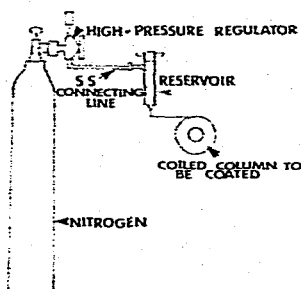 HIGH-PRESSURE REGULATOR
SS
CONNECTING
LINE
RESERVOIR
COILED COLUMN TO
BE COATED
NITROGEN